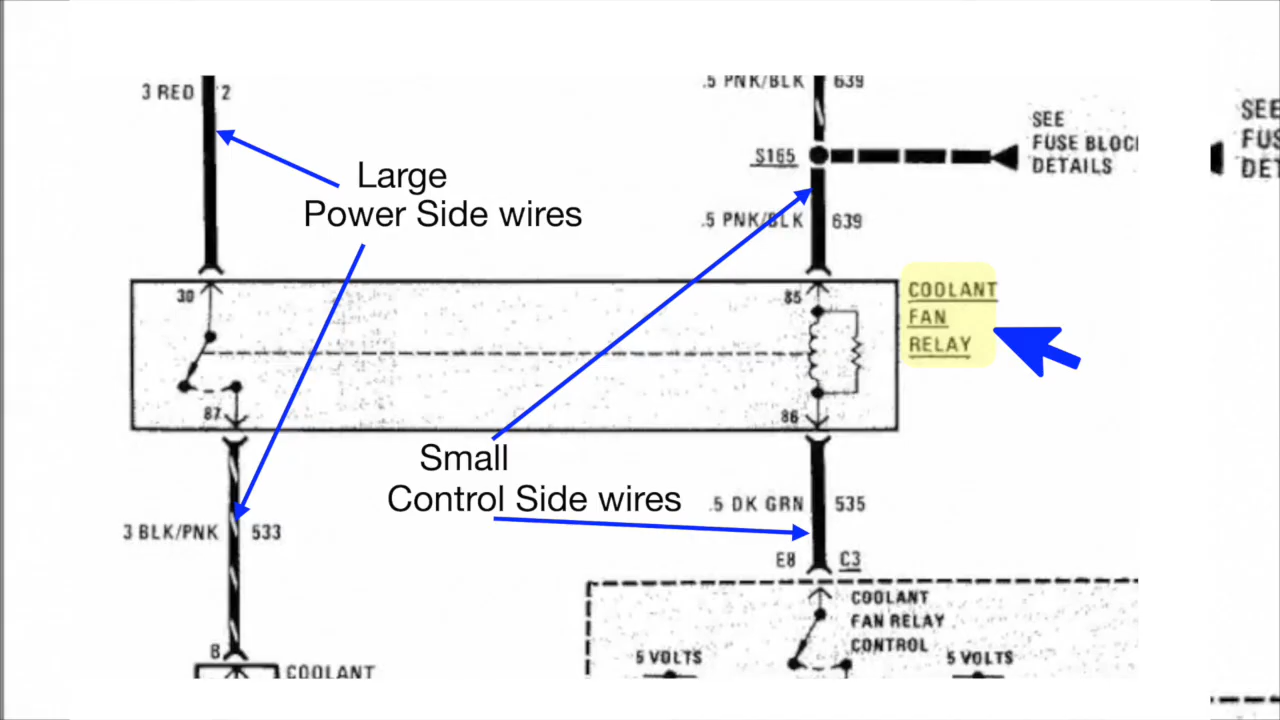 3 RED
2
.5 PNK/BLK
639
SEE
FUSE BLOC
DETAILS
S165
Large
Power Side wires
.5 PNK/BLK
639
30
85
COOLANT
FAN
RELAY
87
86
Small
Control Side wires
.5 DK GRN
535
3 BLK/PNK
533
E8
C3
COOLANT
FAN RELAY
CONTROL
5 VOLTS
5 VOLTS
B
COOLANT
SEE
FUS
DET